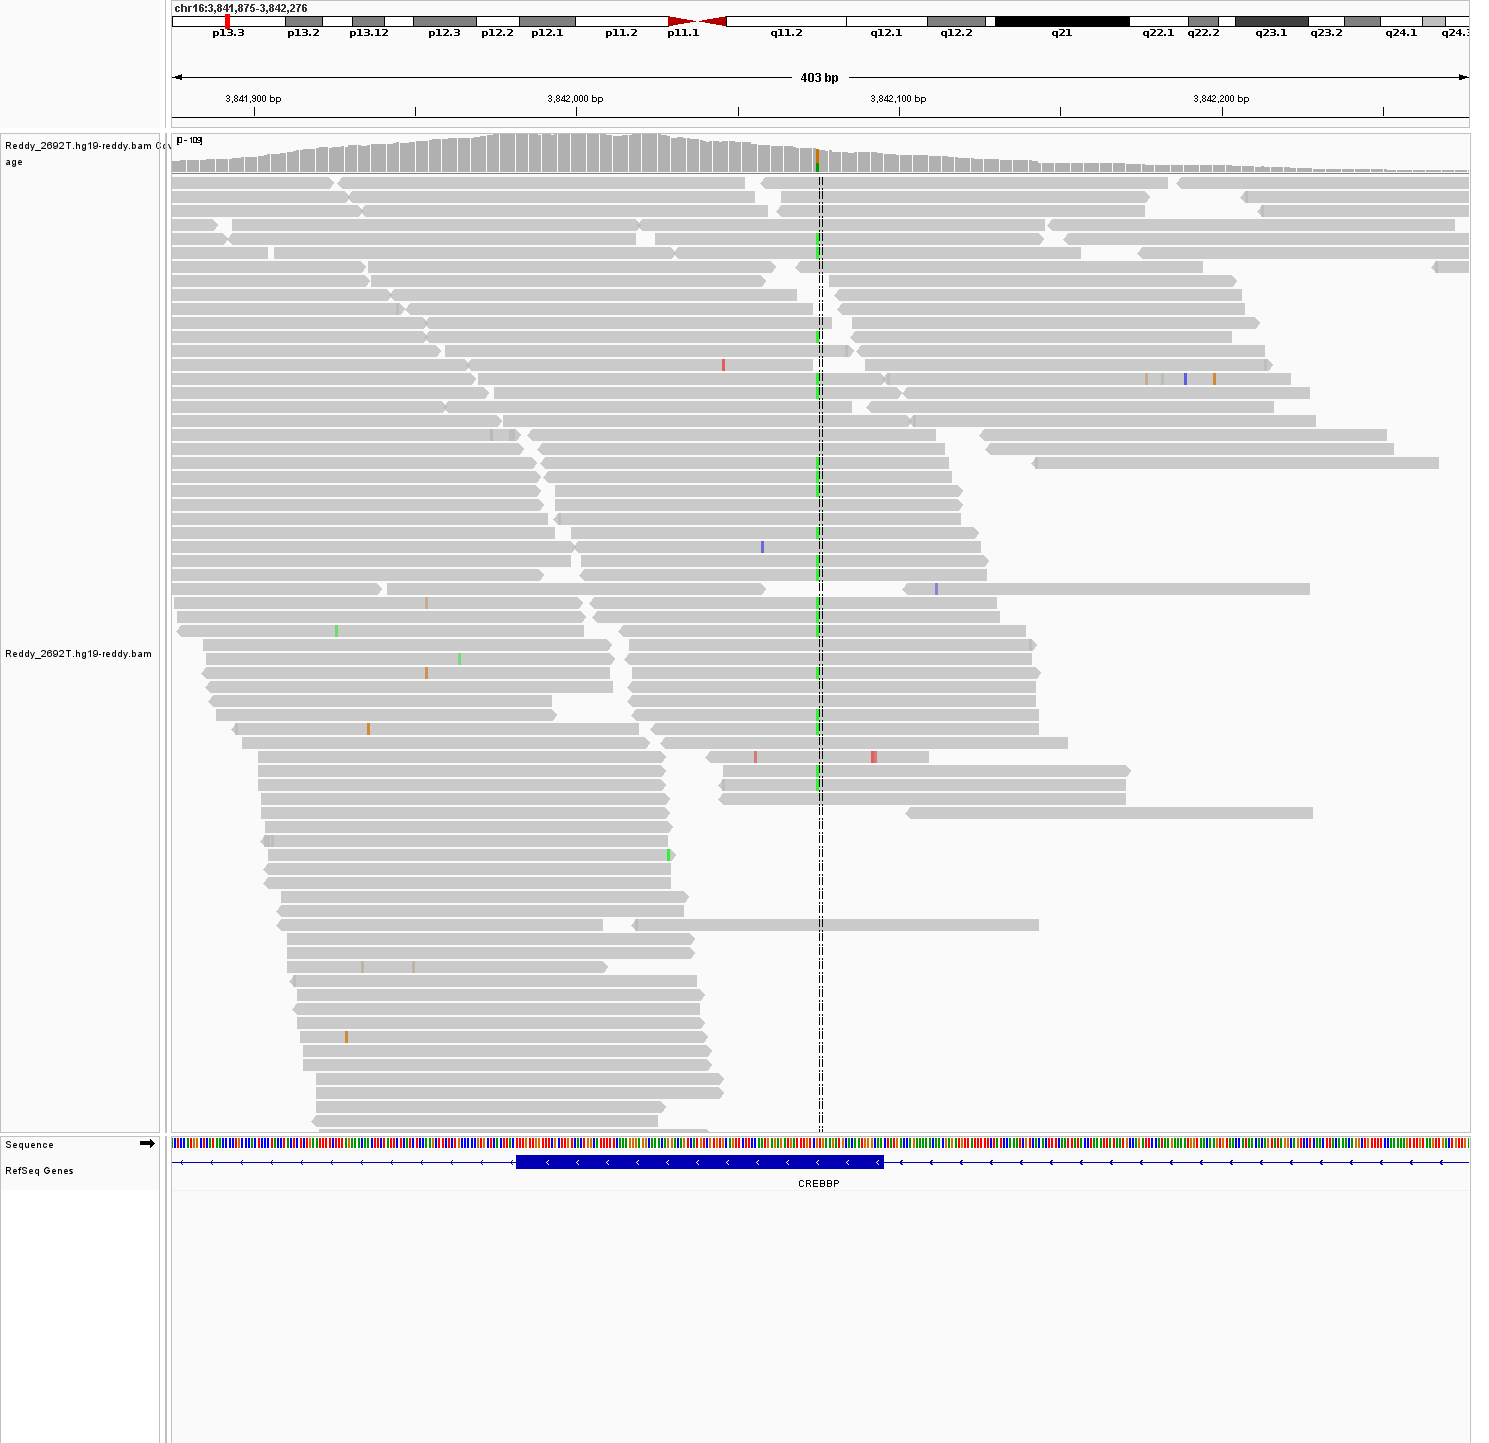 chr16:3,841,875-3,842,276
p13.3 p13.2 p13.12 p12.3 p12.2 p12.1 p11.2 p11.1 q11.2 q12.1 q12.2 q21 q22.1 q22.2 q23.1 q23.2 q24.1 q24.3
403 bp
3,841,900 bp 3,842,000 bp 3,842,100 bp 3,842,200 bp
Reddy_2692T.hg19-reddy.bam Cov
age
[0 - 109]
Reddy_2692T.hg19-reddy.bam
Sequence
RefSeq Genes
CREBBP